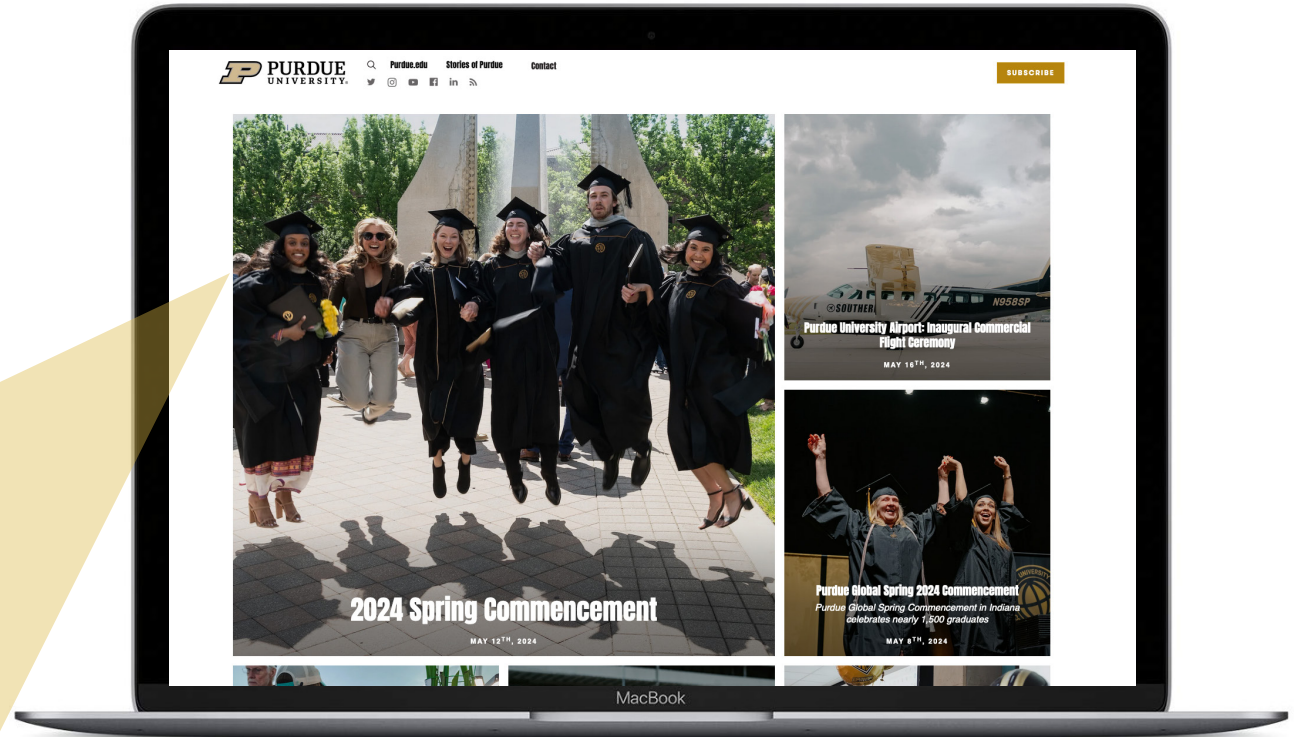 PURDUE
UNIVERSITY®
Purdue.edu Stories of Purdue Contact
SUBSCRIBE
2024 Spring Commencement
MAY 12TH, 2024
SOUTHER
N958SP
Purdue University Airport: Inaugural Commercial
Flight Ceremony
MAY 16TH, 2024
UNIVERSITY
Purdue Global Spring 2024 Commencement
Purdue Global Spring Commencement in Indiana
celebrates nearly 1,500 graduates
MAY 8TH, 2024
MacBook